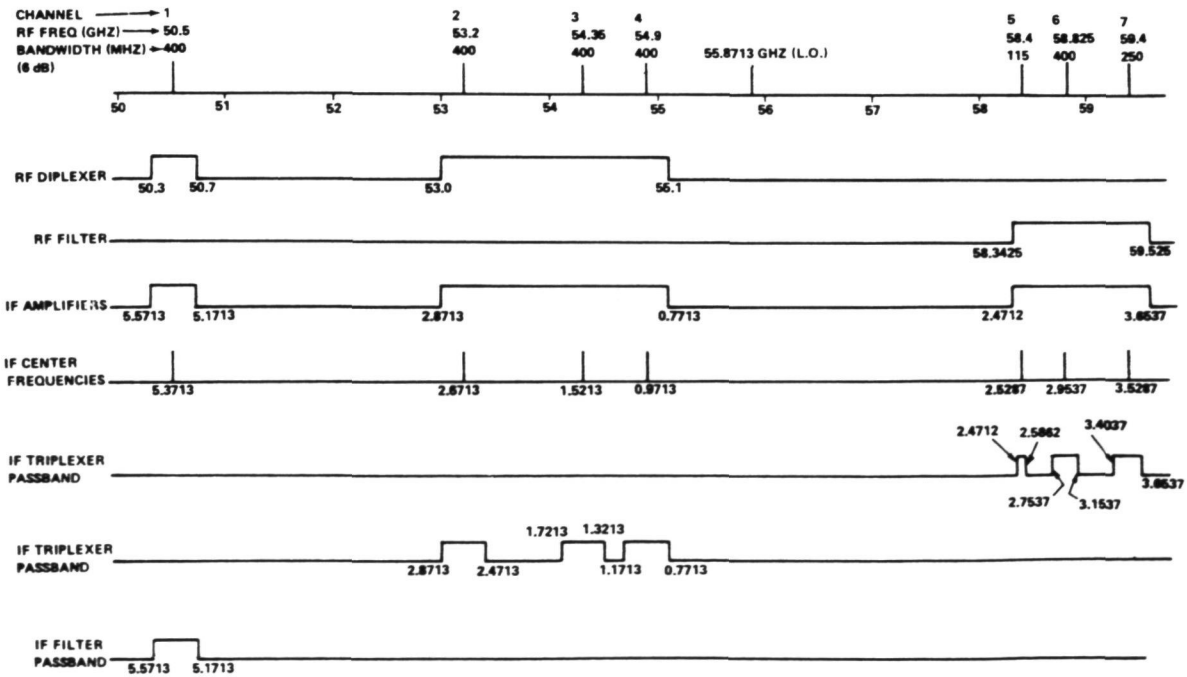 CHANNEL 1 2 3 4 5 6 7
RF FREQ (GHZ) 50.5 53.2 54.35 54.9 58.4 58.825 59.4
BANDWIDTH (MHZ) 400 400 400 400 55.8713 GHZ (L.O.) 115 400 250
(6 dB)
50 51 52 53 54 55 56 57 58 59
RF DIPLEXER
50.3 50.7 53.0 55.1
RF FILTER
58.3425 59.525
IF AMPLIFIERS
5.5713 5.1713 2.8713 0.7713 2.4712 3.6537
IF CENTER
FREQUENCIES
5.3713 2.6713 1.5213 0.9713 2.5287 2.9537 3.5287
2.4712 2.5862 3.4037
IF TRIPLEXER
PASSBAND
3.6537
2.7537 3.1537
1.7213 1.3213
IF TRIPLEXER
PASSBAND
2.8713 2.4713 1.1713 0.7713
IF FILTER
PASSBAND
5.5713 5.1713